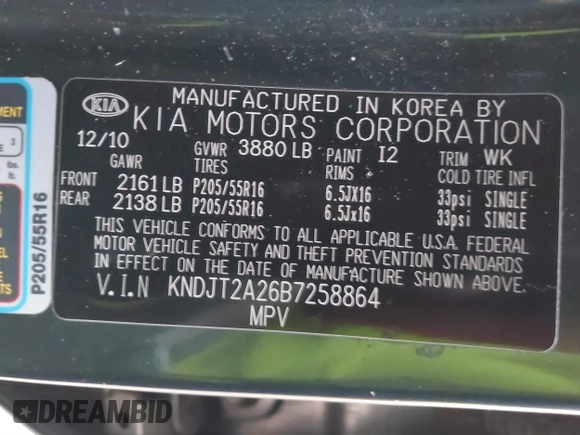 KIA
MANUFACTURED IN KOREA BY
KIA MOTORS CORPORATION
12/10 GVWR 3880 LB PAINT I2 TRIM WK
GAWR TIRES RIMS COLD TIRE INFL
FRONT 2161 LB P205/55R16 6.5JX16 33psi SINGLE
REAR 2138 LB P205/55R16 6.5Jx16 33psi SINGLE
THIS VEHICLE CONFORMS TO ALL APPLICABLE U.S.A. FEDERAL
MOTOR VEHICLE SAFETY AND THEFT PREVENTION STANDARDS
IN EFFECT ON THE DATE OF MANUFACTURE SHOWN ABOVE.
V.I.N KNDJT2A26B7258864
MPV
P205/55R16
DREAMBID